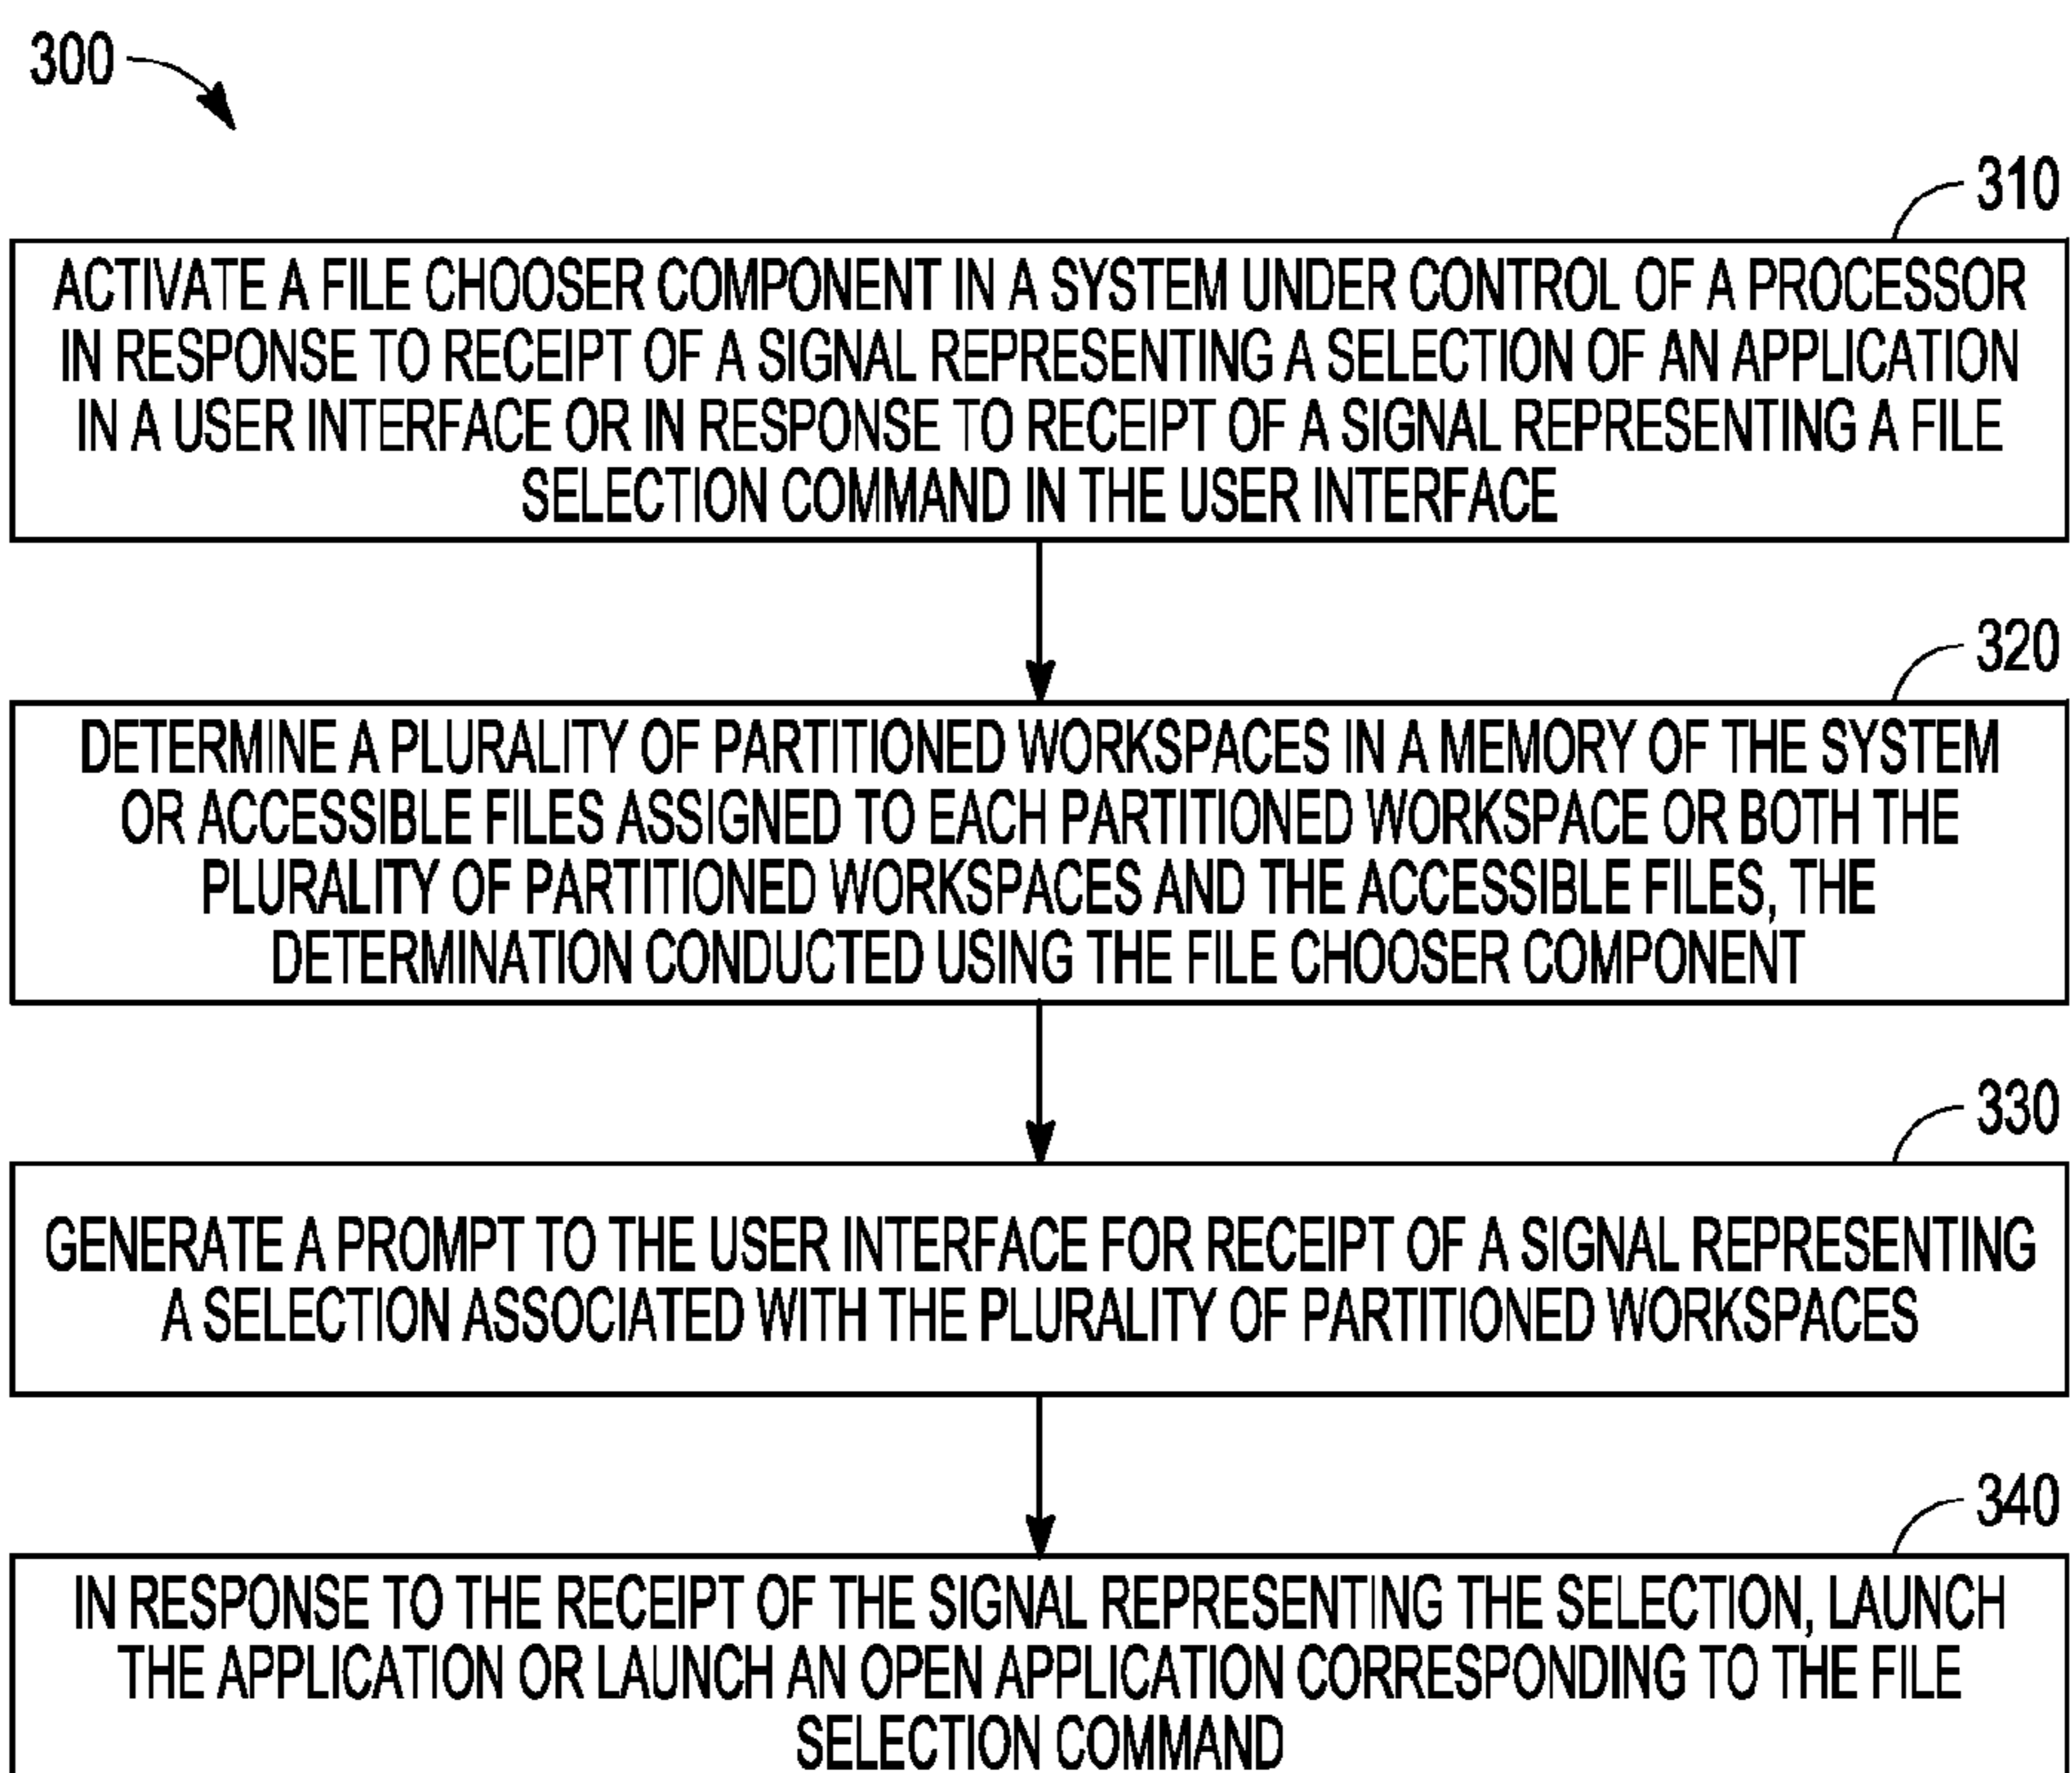 300
310
ACTIVATE A FILE CHOOSER COMPONENT IN A SYSTEM UNDER CONTROL OF A PROCESSOR
IN RESPONSE TO RECEIPT OF A SIGNAL REPRESENTING A SELECTION OF AN APPLICATION
IN A USER INTERFACE OR IN RESPONSE TO RECEIPT OF A SIGNAL REPRESENTING A FILE
SELECTION COMMAND IN THE USER INTERFACE
320
DETERMINE A PLURALITY OF PARTITIONED WORKSPACES IN A MEMORY OF THE SYSTEM
OR ACCESSIBLE FILES ASSIGNED TO EACH PARTITIONED WORKSPACE OR BOTH THE
PLURALITY OF PARTITIONED WORKSPACES AND THE ACCESSIBLE FILES, THE
DETERMINATION CONDUCTED USING THE FILE CHOOSER COMPONENT
330
GENERATE A PROMPT TO THE USER INTERFACE FOR RECEIPT OF A SIGNAL REPRESENTING
A SELECTION ASSOCIATED WITH THE PLURALITY OF PARTITIONED WORKSPACES
340
IN RESPONSE TO THE RECEIPT OF THE SIGNAL REPRESENTING THE SELECTION, LAUNCH
THE APPLICATION OR LAUNCH AN OPEN APPLICATION CORRESPONDING TO THE FILE
SELECTION COMMAND